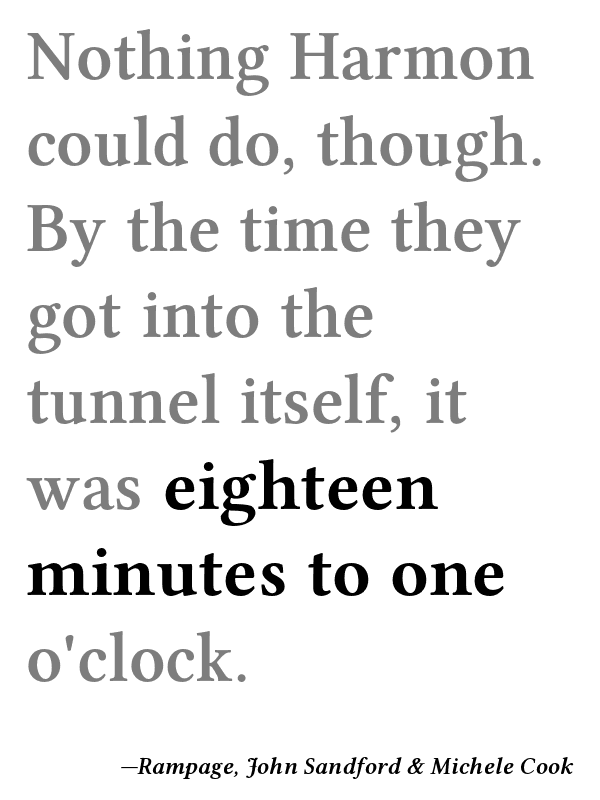 Nothing Harmon
could do, though.
By the time they
got into the
tunnel itself, it
was eighteen
minutes to one
o'clock.
—Rampage, John Sandford & Michele Cook